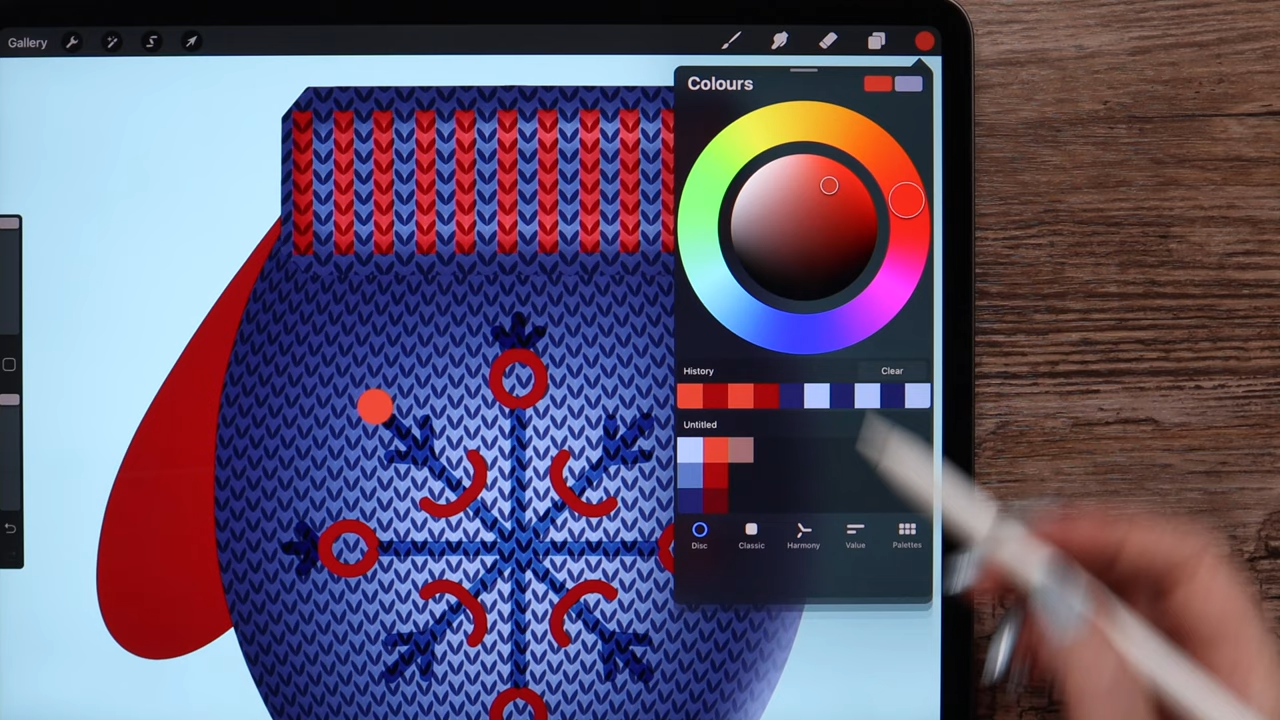 Gallery
Colours
History Clear
Untitled
Disc Classic Harmony Value Palettes